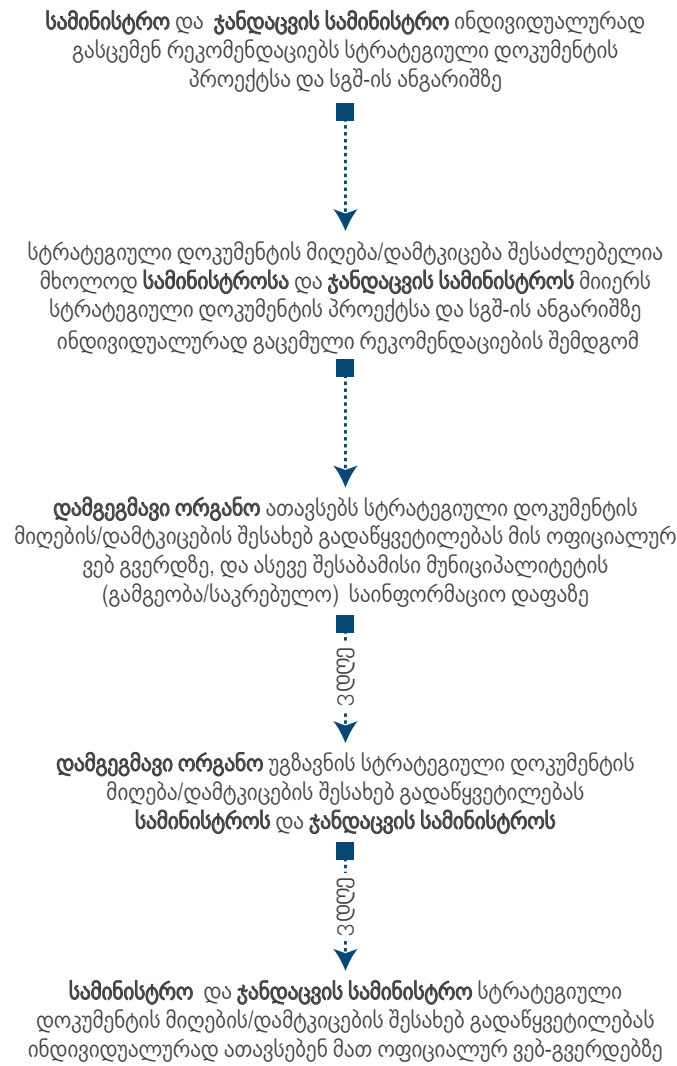 სამინისტრო და ჯანდაცვის სამინისტრო ინდივიდუალურად
გასცემენ რეკომენდაციებს სტრატეგიული დოკუმენტის
პროექტსა და სგშ-ის ანგარიშზე
სტრატეგიული დოკუმენტის მიღება/დამტკიცება შესაძლებელია
მხოლოდ სამინისტროსა და ჯანდაცვის სამინისტროს მიიერს
სტრატეგიული დოკუმენტის პროექტსა და სგშ-ის ანგარიშზე
ინდივიდუალურად გაცემული რეკომენდაციების შემდგომ
დამგეგმავი ორგანო ათავსებს სტრატეგიული დოკუმენტის
მიღების/დამტკიცების შესახებ გადაწყვეტილებას მის ოფიციალურ
ვებ გვერდზე, და ასევე შესაბამისი მუნიციპალიტეტის
(გამგეობა/საკრებულო) საინფორმაციო დაფაზე
3 დღე
დამგეგმავი ორგანო უგზავნის სტრატეგიული დოკუმენტის
მიღება/დამტკიცების შესახებ გადაწყვეტილებას
სამინისტროს და ჯანდაცვის სამინისტროს
3 დღე
სამინისტრო და ჯანდაცვის სამინისტრო სტრატეგიული
დოკუმენტის მიღების/დამტკიცების შესახებ გადაწყვეტილებას
ინდივიდუალურად ათავსებენ მათ ოფიციალურ ვებ-გვერდებზე